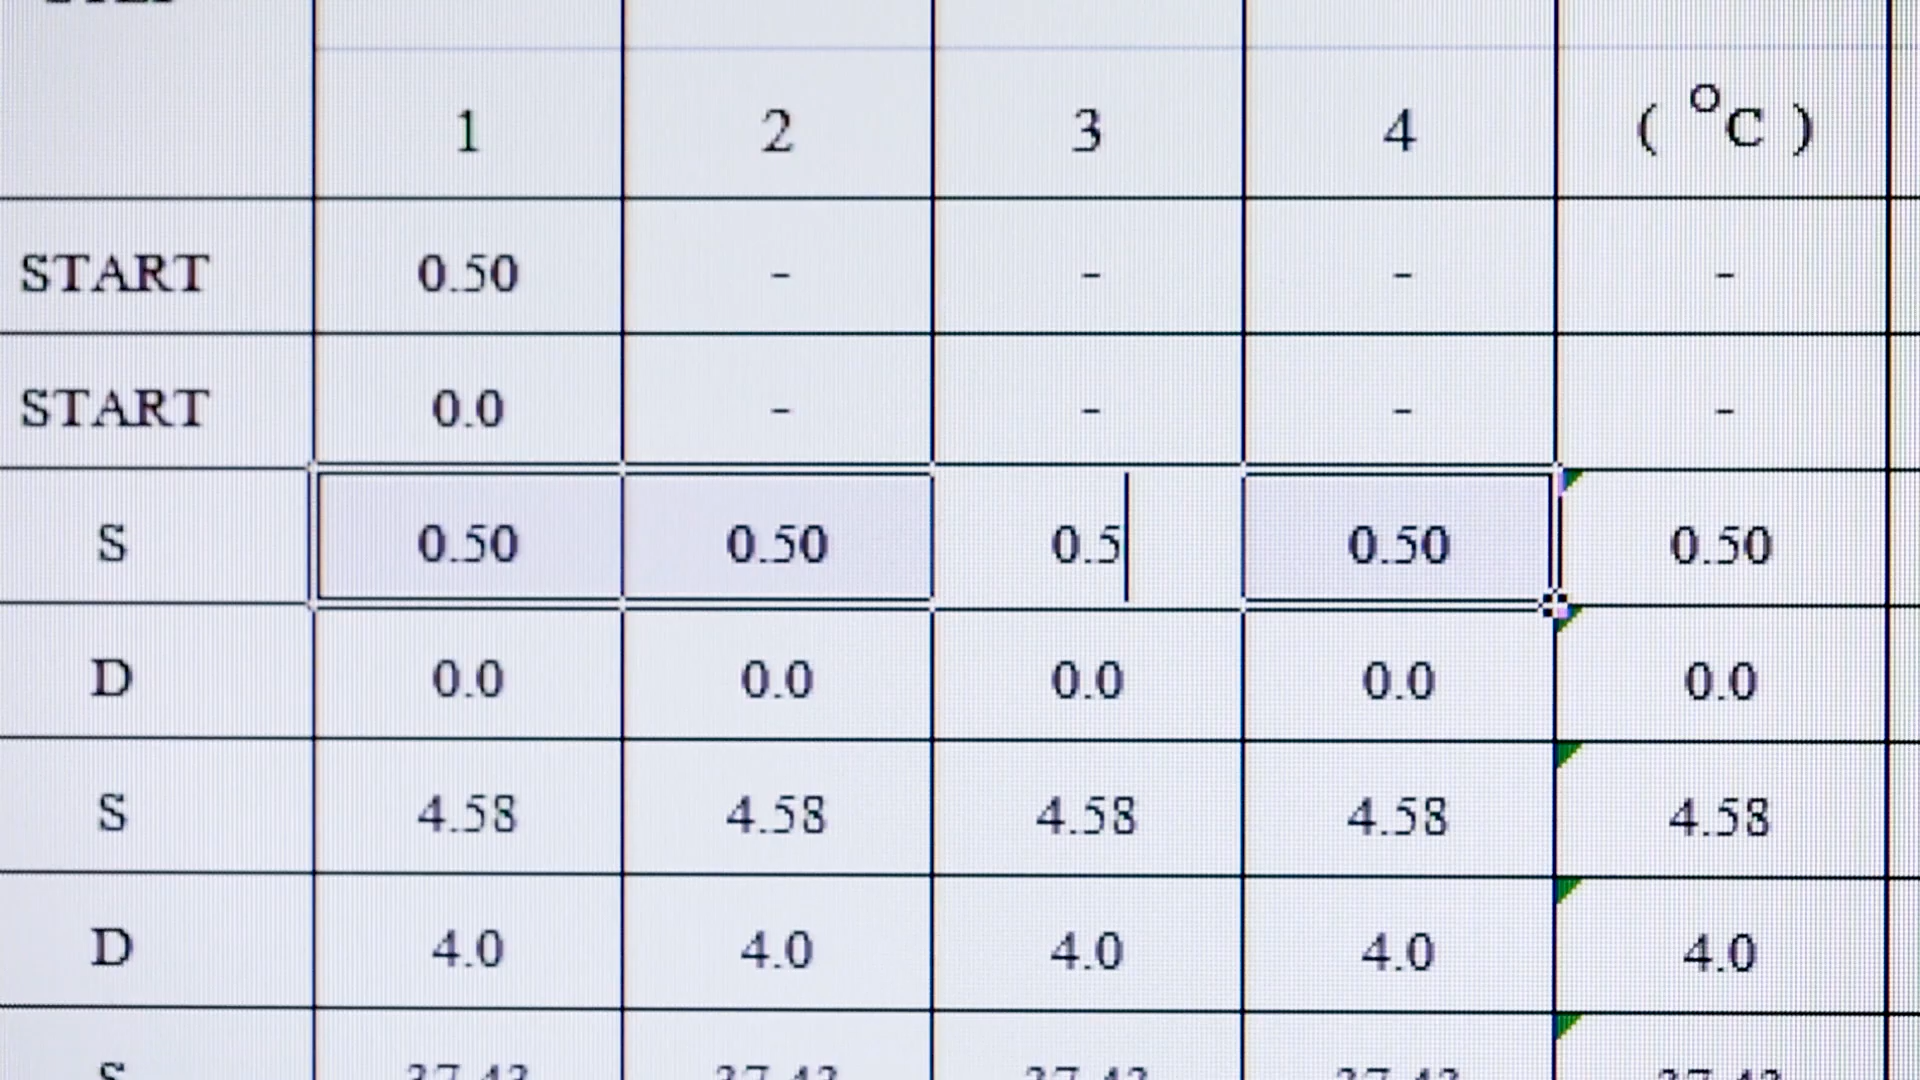 1 2 3 4 ( °C )
START 0.50 - - - -
START 0.0 - - - -
S 0.50 0.50 0.5 0.50 0.50
D 0.0 0.0 0.0 0.0 0.0
S 4.58 4.58 4.58 4.58 4.58
D 4.0 4.0 4.0 4.0 4.0